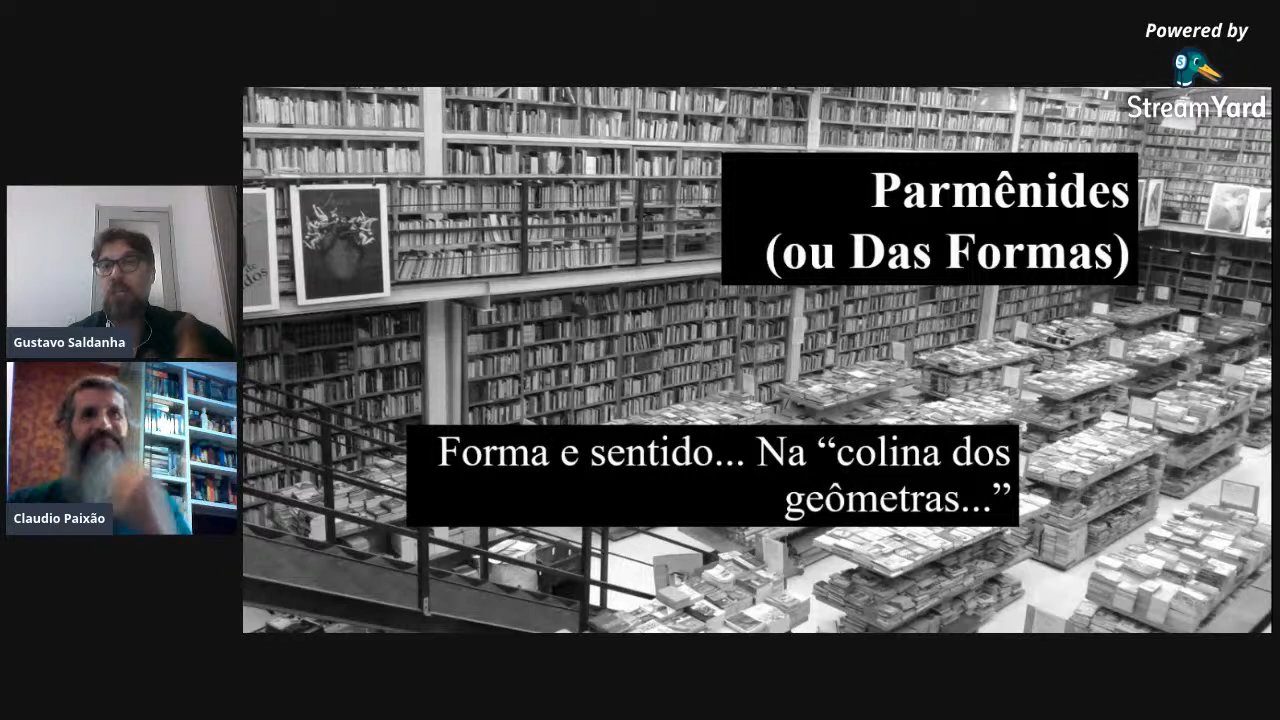 Powered by
StreamYard
Parmênides
(ou Das Formas)
Forma e sentido... Na “colina dos
geômetras...”
Gustavo Saldanha
Claudio Paixão